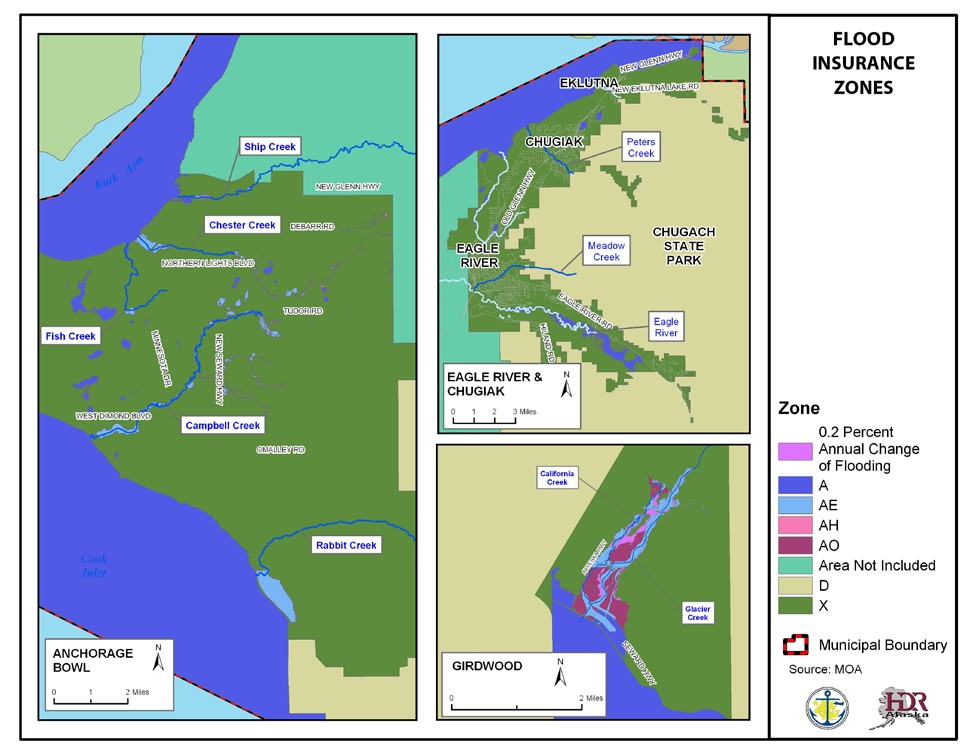 FLOOD
INSURANCE
ZONES
Knik Arm
Ship Creek
NEW GLENN HWY
Chester Creek
DEBARR RD
NORTHERN LIGHTS BLVD
TUDOR RD
Fish Creek
MINNESOTA DR
NEW SEWARD HWY
WEST DIMOND BLVD
Campbell Creek
OMALLEY RD
Rabbit Creek
Cook
Inlet
ANCHORAGE
BOWL
N
0 1 2 Miles
NEW GLENN HWY
EKLUTNA
NEW EKLUTNA LAKE RD
CHUGIAK
Peters
Creek
OLD GLENN HWY
CHUGACH
STATE
PARK
EAGLE
RIVER
Meadow
Creek
EAGLE RIVER RD
Eagle
River
HILAND RD
EAGLE RIVER &
CHUGIAK
N
0 1 2 3 Miles
California
Creek
Glacier
Creek
SEWARD HWY
GIRDWOOD
N
0 2 Miles
Zone
0.2 Percent
Annual Change
of Flooding
A
AE
AH
AO
Area Not Included
D
X
Municipal Boundary
Source: MOA
HDR
Alaska